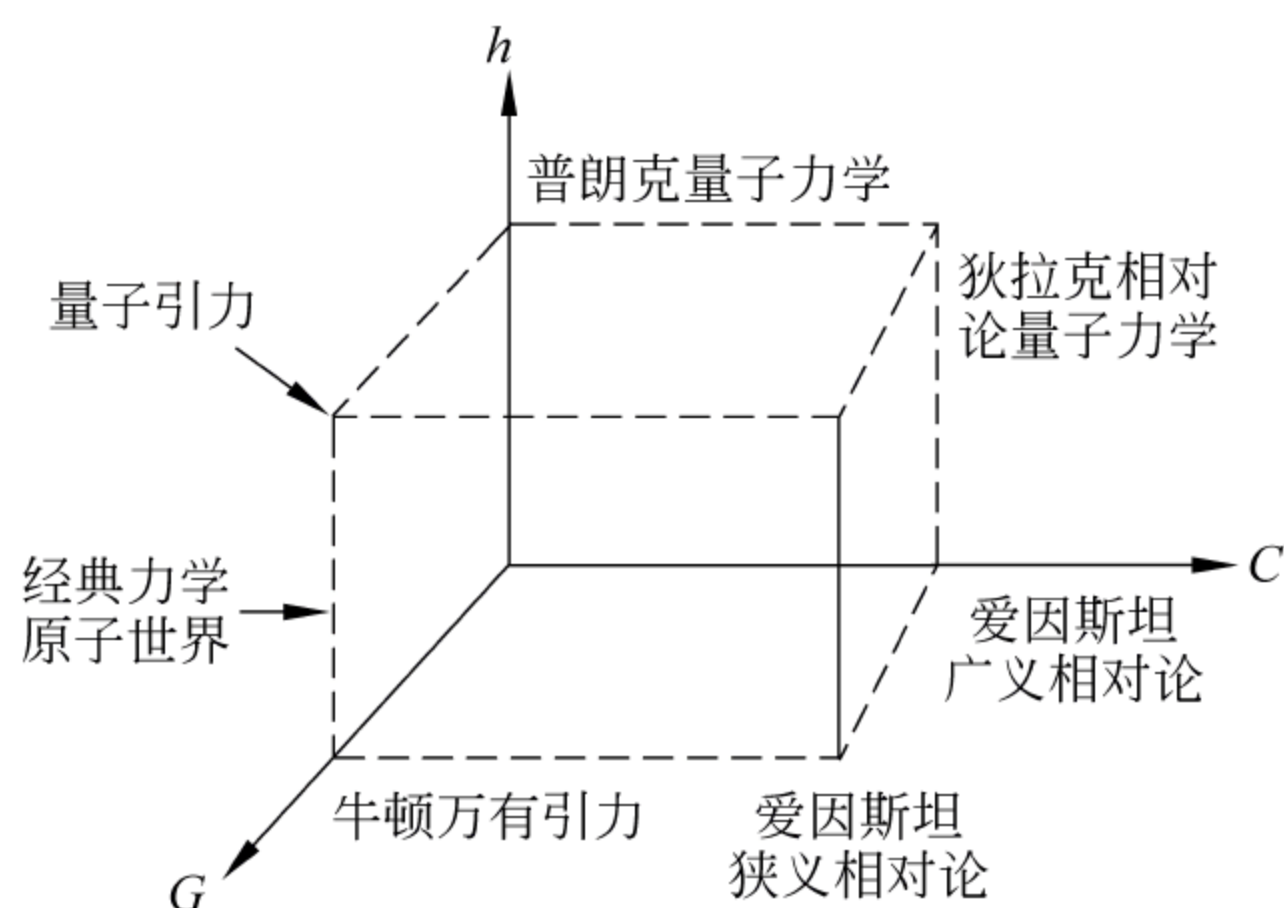 h
普朗克量子力学
狄拉克相对
论量子力学
量子引力
经典力学
原子世界
C
爱因斯坦
广义相对论
牛顿万有引力
爱因斯坦
狭义相对论
G